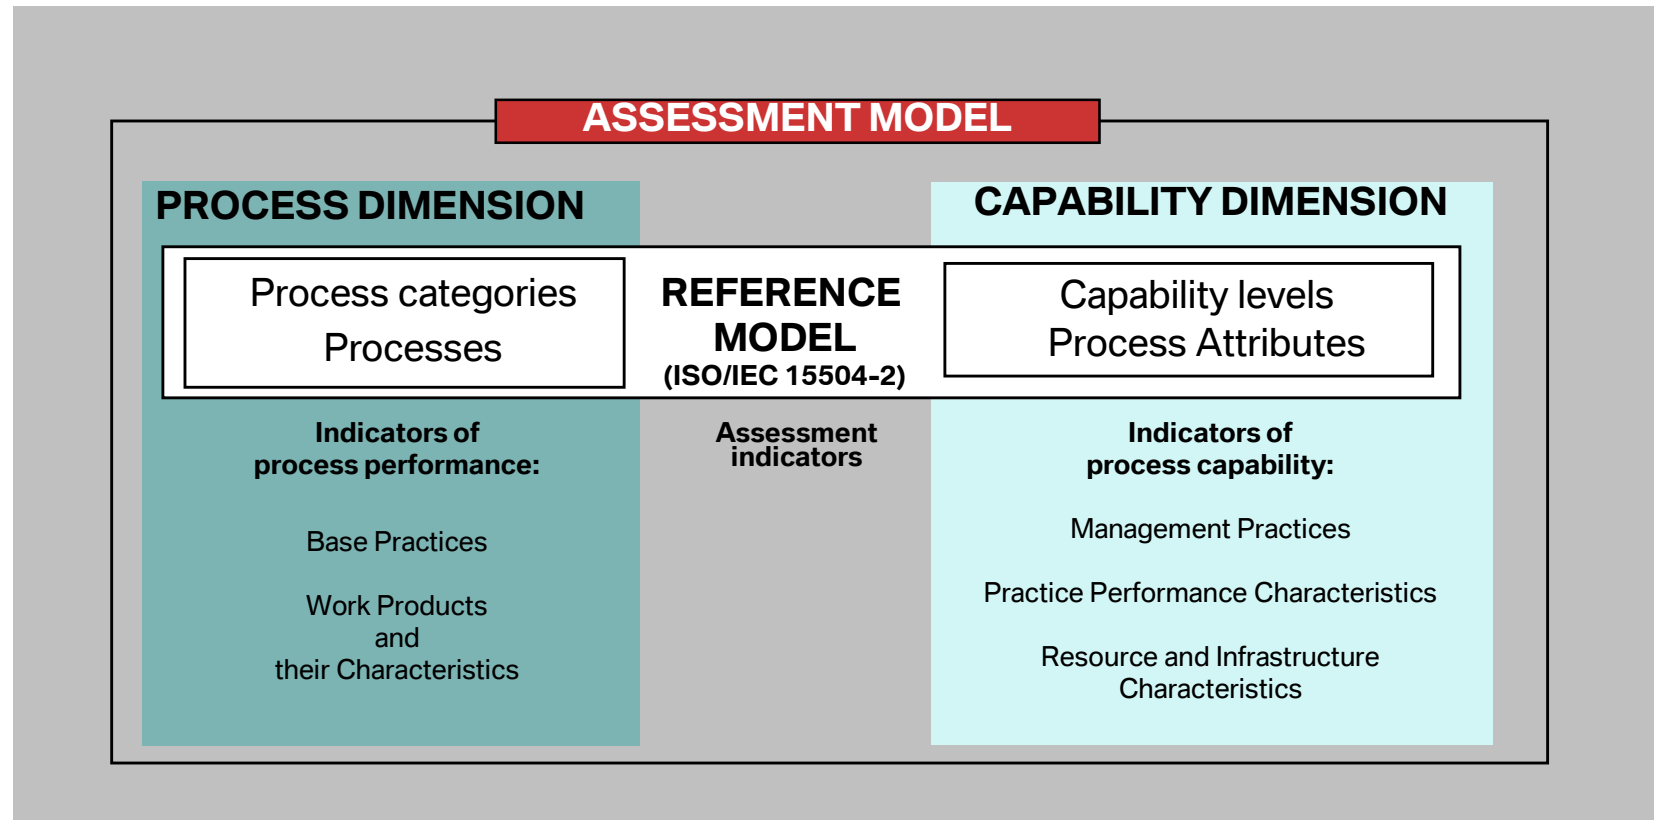 ASSESSMENT MODEL
PROCESS DIMENSION
CAPABILITY DIMENSION
Process categories
Processes
REFERENCE
MODEL
(ISO/IEC 15504-2)
Capability levels
Process Attributes
Indicators of
process performance:
Base Practices
Work Products
and
their Characteristics
Assessment
indicators
Indicators of
process capability:
Management Practices
Practice Performance Characteristics
Resource and Infrastructure
Characteristics